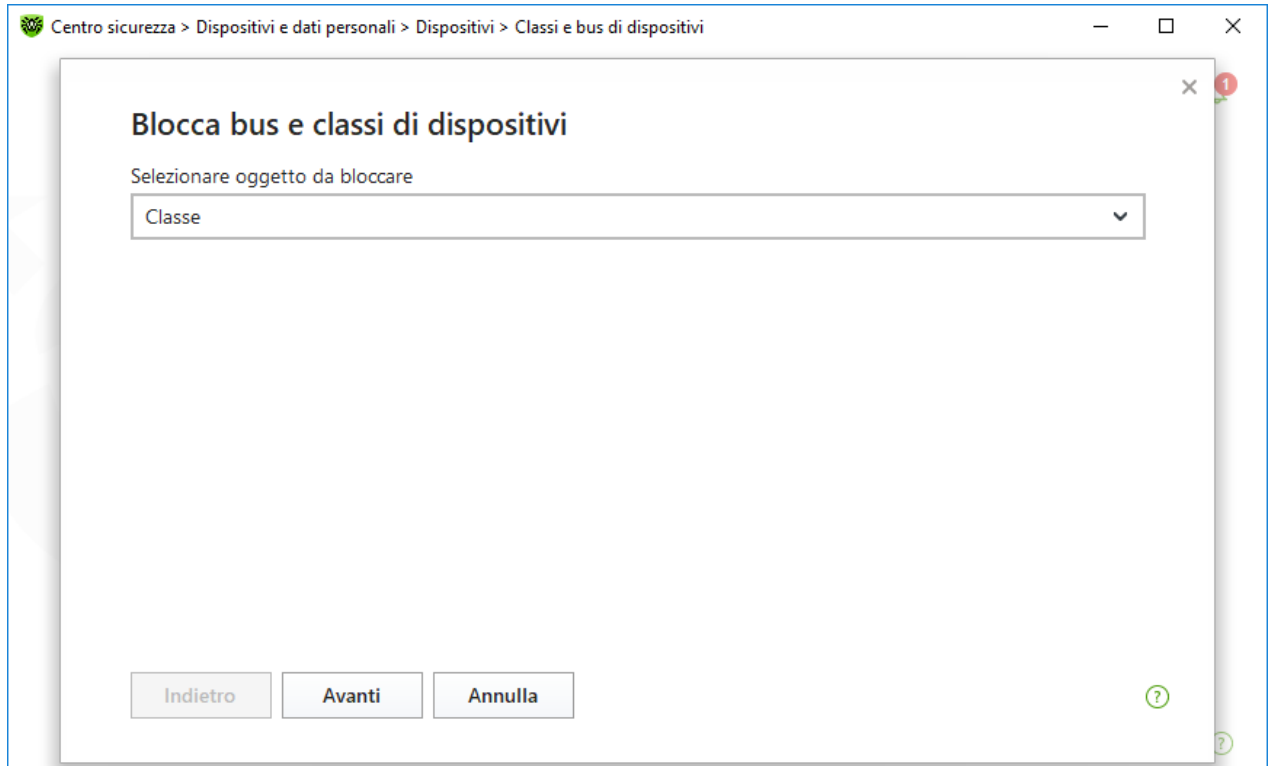 Centro sicurezza > Dispositivi e dati personali > Dispositivi > Classi e bus di dispositivi
1
Blocca bus e classi di dispositivi
Selezionare oggetto da bloccare
Classe
Indietro
Avanti
Annulla
?
?